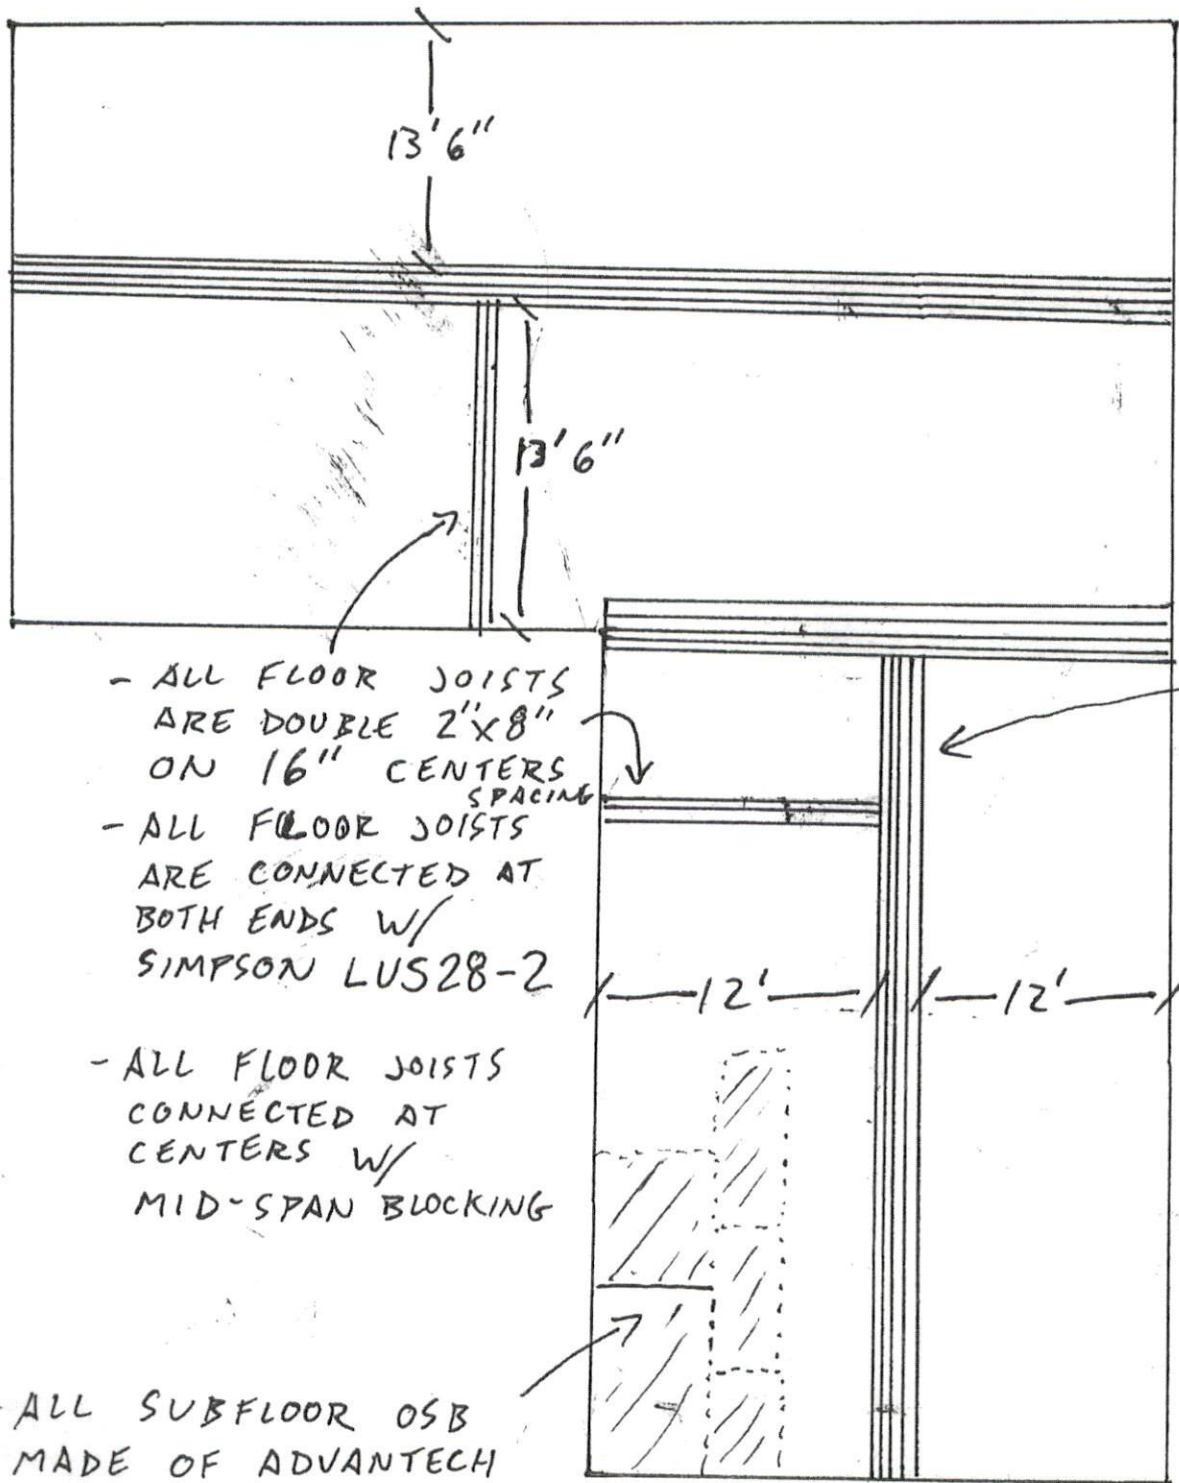 13'6"
13'6"
- ALL FLOOR JOISTS
ARE DOUBLE 2"x8"
ON 16" CENTERS
SPACING
- ALL FLOOR JOISTS
ARE CONNECTED AT
BOTH ENDS W/
SIMPSON LUS28-2
12' 12'
- ALL FLOOR JOISTS
CONNECTED AT
CENTERS W/
MID-SPAN BLOCKING
ALL SUBFLOOR OSB
MADE OF ADVANTECH